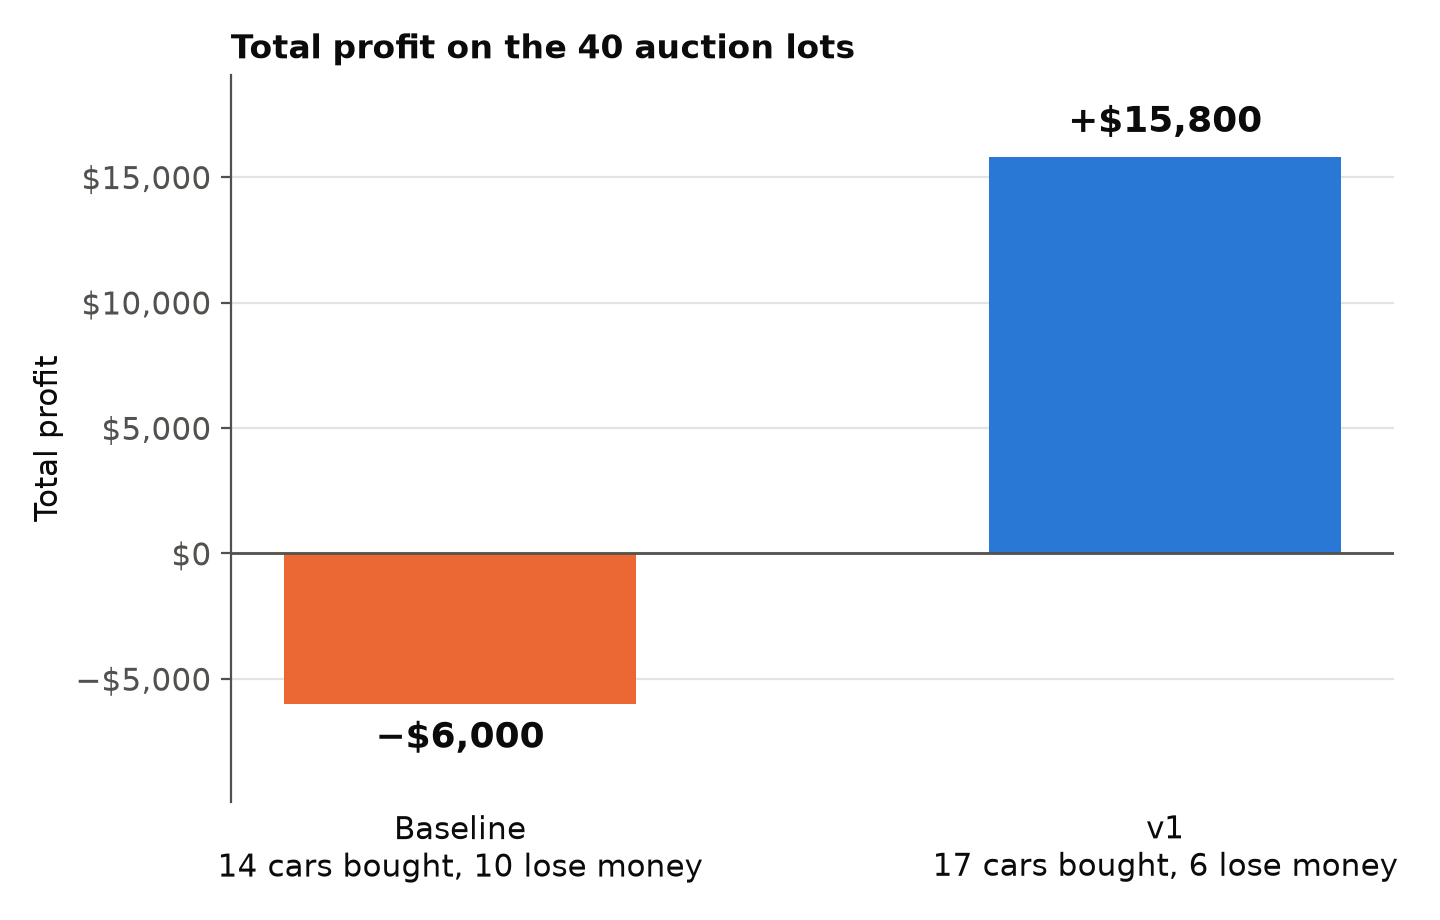 Total profit on the 40 auction lots
+$15,800
$15,000
$10,000
$5,000
$0
−$5,000
Total profit
−$6,000
Baseline
14 cars bought, 10 lose money
v1
17 cars bought, 6 lose money